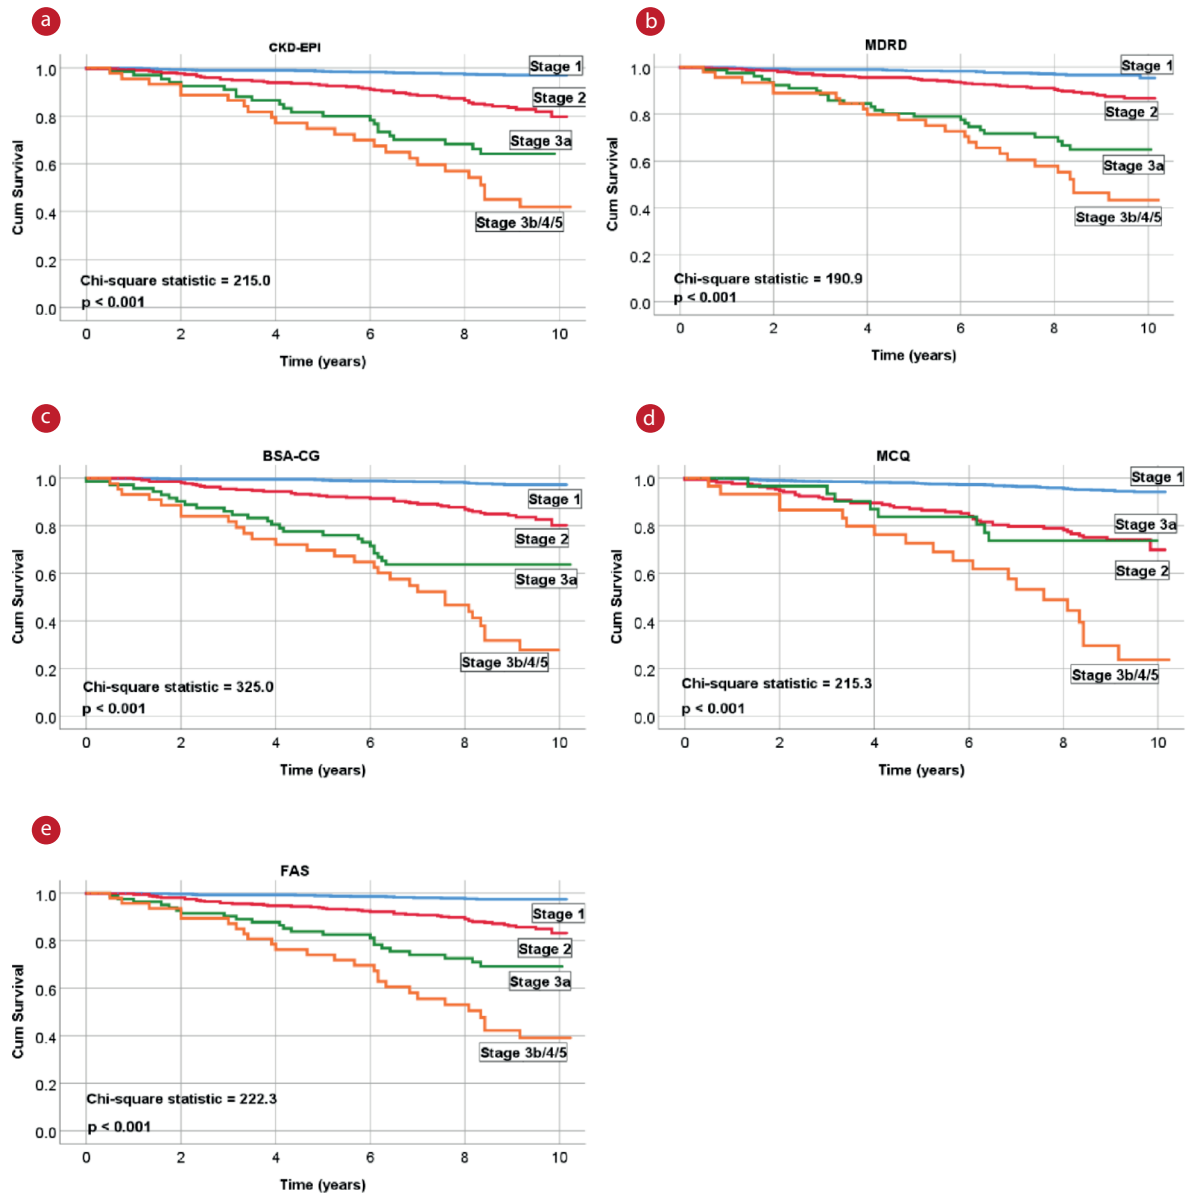 a
CKD-EPI
1.0
0.8
0.6
0.4
0.2
0.0
Cum Survival
Stage 1
Stage 2
Stage 3a
Stage 3b/4/5
Chi-square statistic = 215.0
p < 0.001
0 2 4 6 8 10
Time (years)
b
MDRD
1.0
0.8
0.6
0.4
0.2
0.0
Cum Survival
Stage 1
Stage 2
Stage 3a
Stage 3b/4/5
Chi-square statistic = 190.9
p < 0.001
0 2 4 6 8 10
Time (years)
c
BSA-CG
1.0
0.8
0.6
0.4
0.2
0.0
Cum Survival
Stage 1
Stage 2
Stage 3a
Stage 3b/4/5
Chi-square statistic = 325.0
p < 0.001
0 2 4 6 8 10
Time (years)
d
MCQ
1.0
0.8
0.6
0.4
0.2
0.0
Cum Survival
Stage 1
Stage 3a
Stage 2
Stage 3b/4/5
Chi-square statistic = 215.3
p < 0.001
0 2 4 6 8 10
Time (years)
e
FAS
1.0
0.8
0.6
0.4
0.2
0.0
Cum Survival
Stage 1
Stage 2
Stage 3a
Stage 3b/4/5
Chi-square statistic = 222.3
p < 0.001
0 2 4 6 8 10
Time (years)